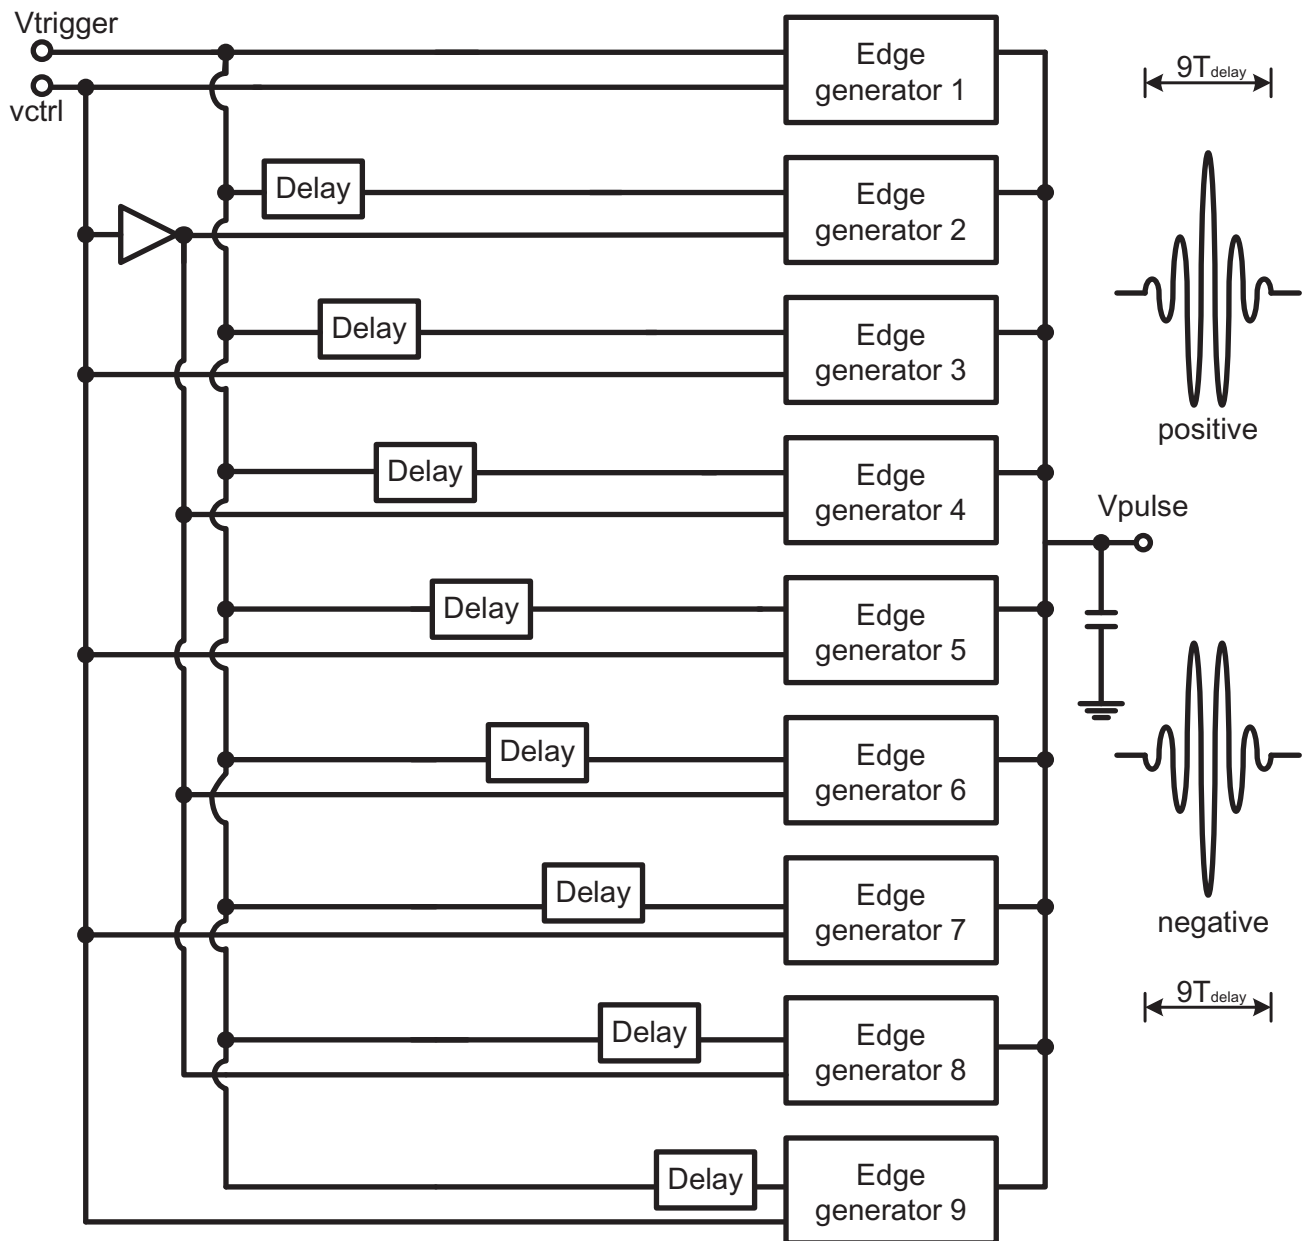 Vtrigger
vctrl
Edge
generator 1
9Tdelay
Delay
Edge
generator 2
Delay
Edge
generator 3
positive
Delay
Edge
generator 4
Vpulse
Delay
Edge
generator 5
Delay
Edge
generator 6
Delay
Edge
generator 7
negative
9Tdelay
Delay
Edge
generator 8
Delay
Edge
generator 9